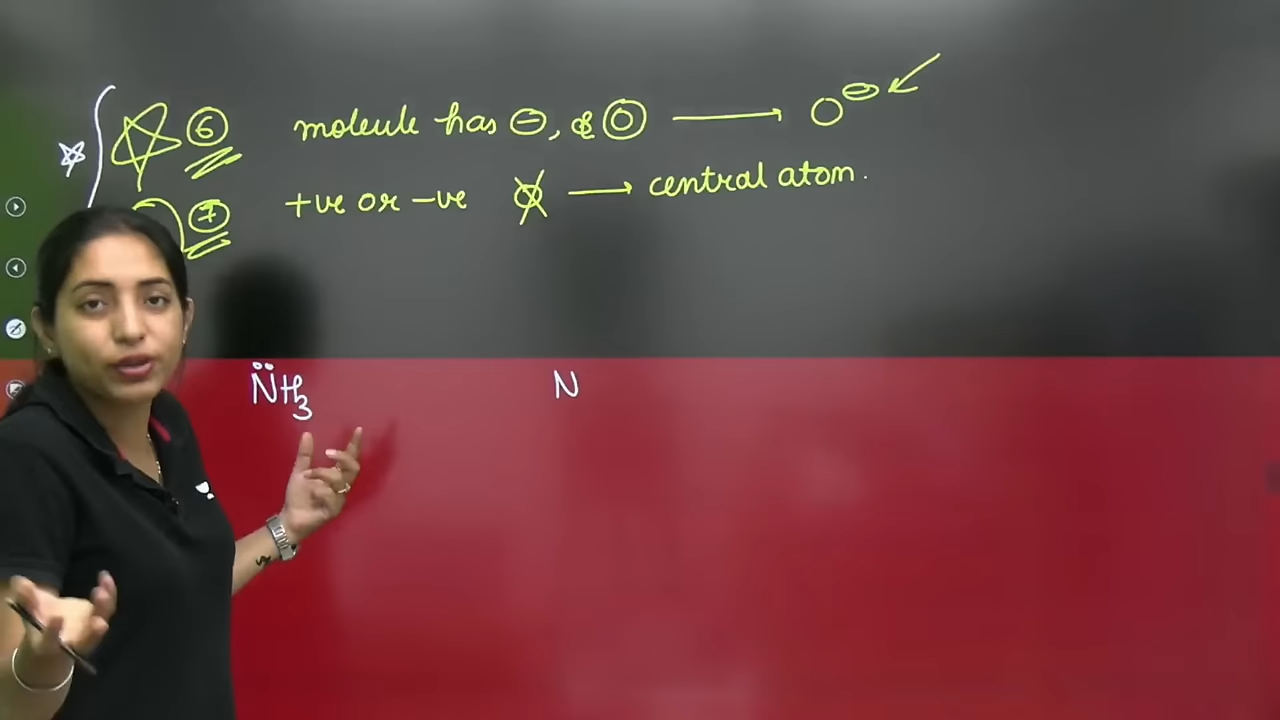 6 molecule has ⊖, & O ⟶ O⊖
7 +ve or -ve O ⟶ central atom.
N̈H3 N